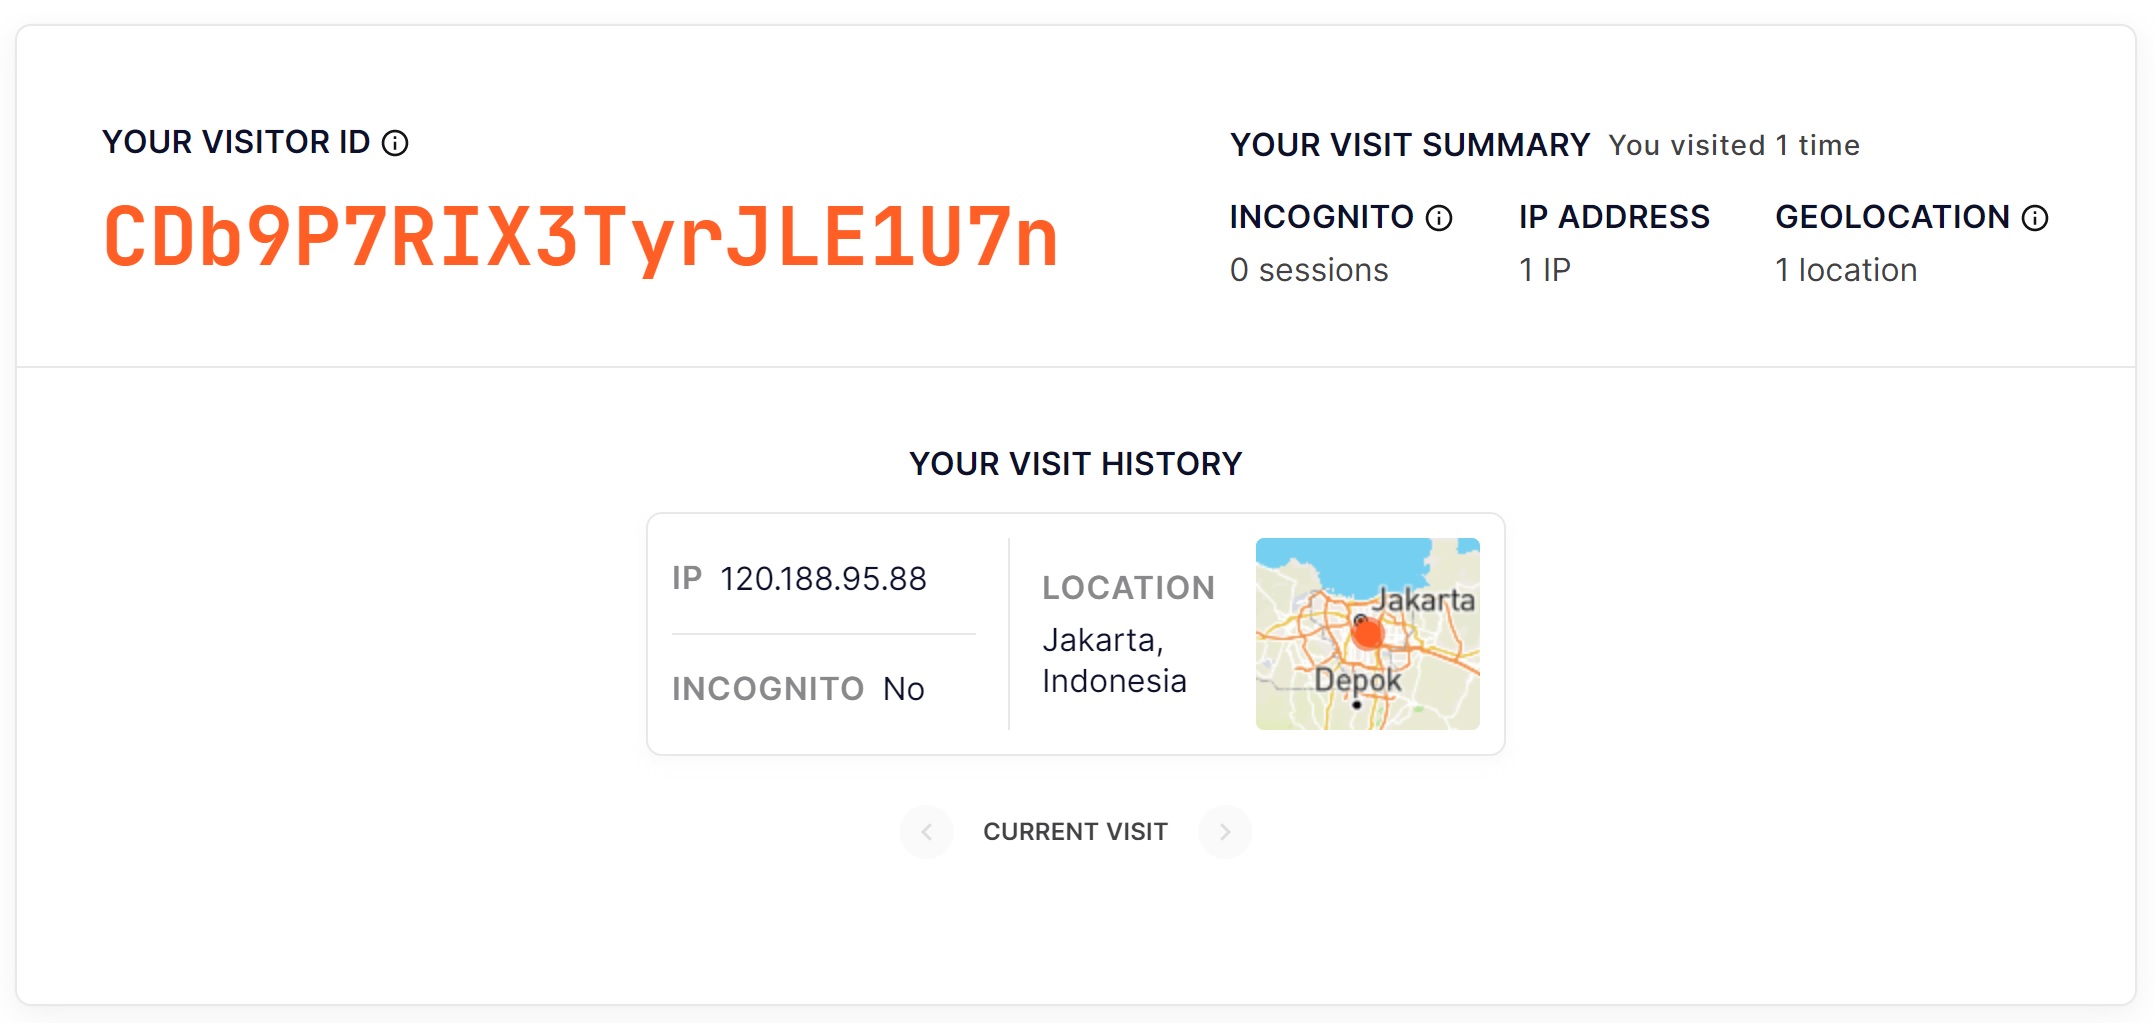 YOUR VISITOR ID
CDb9P7RIX3TyrJLE1U7n
YOUR VISIT SUMMARY You visited 1 time
INCOGNITO IP ADDRESS GEOLOCATION
0 sessions 1 IP 1 location
YOUR VISIT HISTORY
IP 120.188.95.88
INCOGNITO No
LOCATION
Jakarta,
Indonesia
Jakarta
Depok
CURRENT VISIT